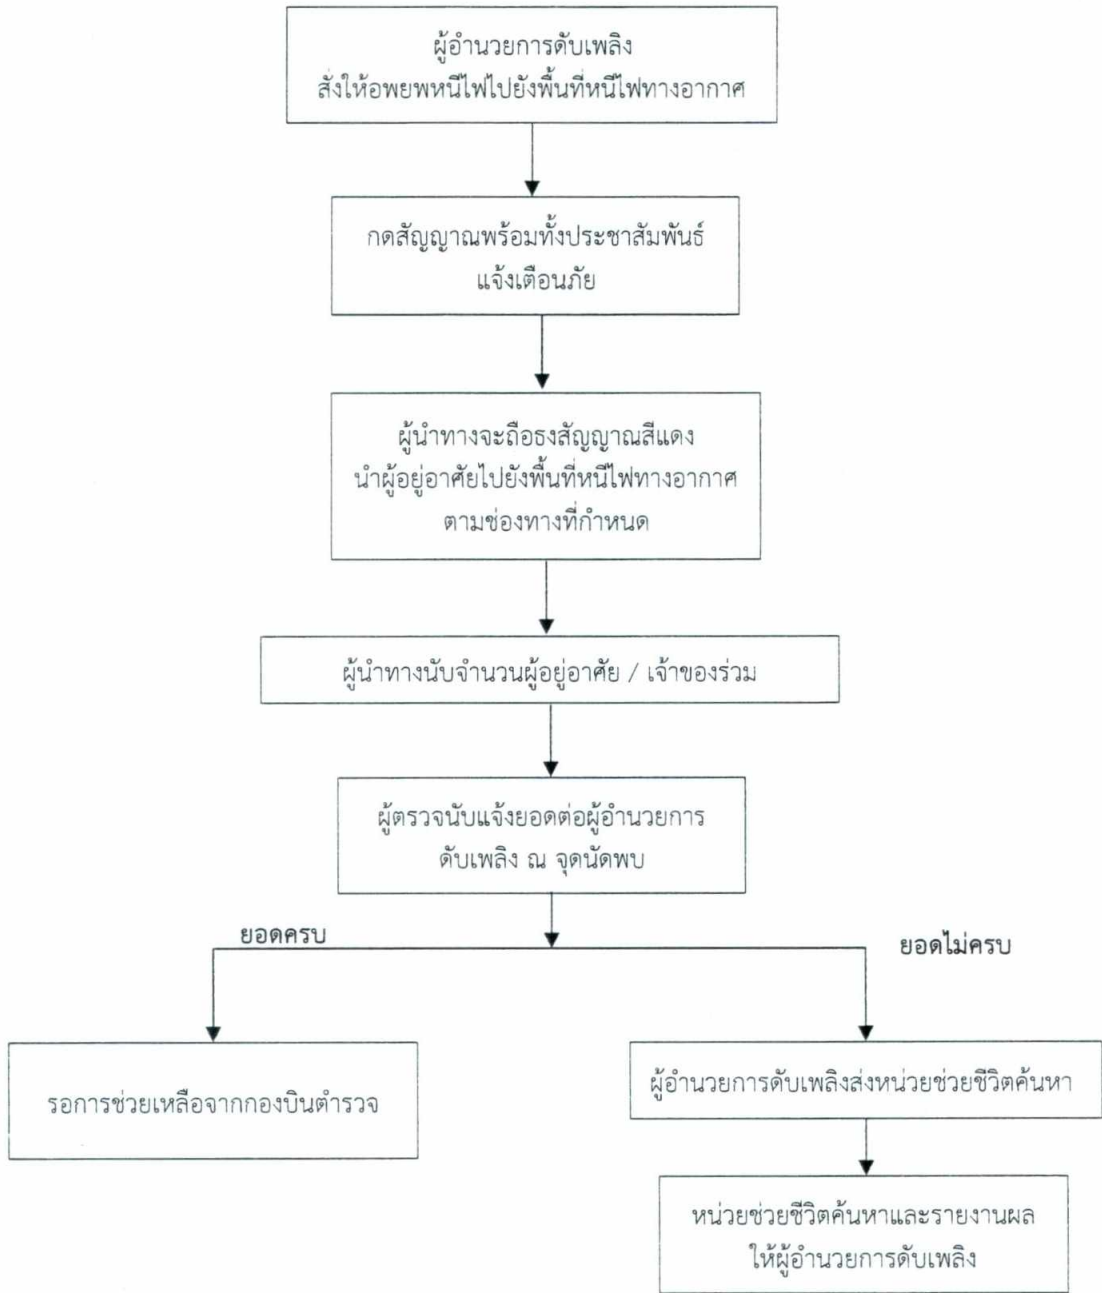 ผู้อำนวยการดับเพลิง
สั่งให้อพยพหนีไฟไปยังพื้นที่หนีไฟทางอากาศ
กดสัญญาณพร้อมทั้งประชาสัมพันธ์
แจ้งเตือนภัย
ผู้นำทางจะถือธงสัญญาณสีแดง
นำผู้อยู่อาศัยไปยังพื้นที่หนีไฟทางอากาศ
ตามช่องทางที่กำหนด
ผู้นำทางนับจำนวนผู้อยู่อาศัย / เจ้าของร่วม
ผู้ตรวจนับแจ้งยอดต่อผู้อำนวยการ
ดับเพลิง ณ จุดนัดพบ
ยอดครบ
ยอดไม่ครบ
รอการช่วยเหลือจากกองบินตำรวจ
ผู้อำนวยการดับเพลิงส่งหน่วยช่วยชีวิตค้นหา
หน่วยช่วยชีวิตค้นหาและรายงานผล
ให้ผู้อำนวยการดับเพลิง